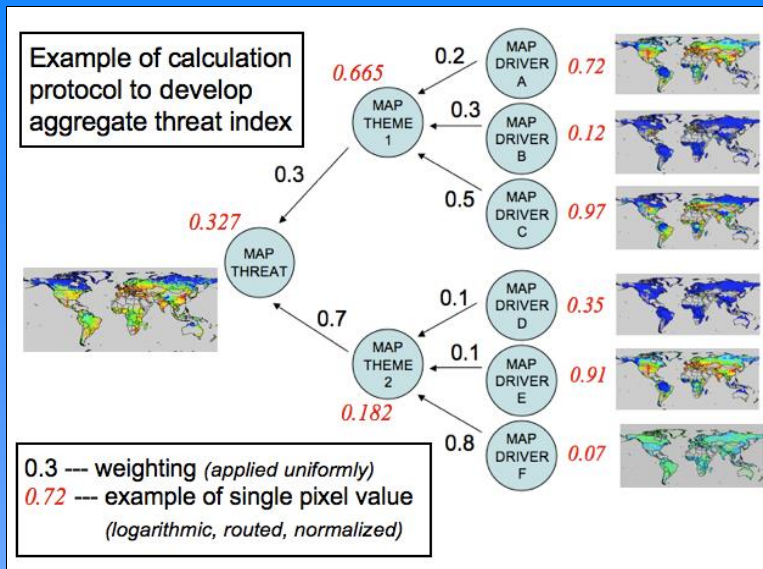 Example of calculation
protocol to develop
aggregate threat index
0.665
MAP
THEME
1
0.2
MAP
DRIVER
A
0.72
0.3
MAP
DRIVER
B
0.12
0.5
MAP
DRIVER
C
0.97
0.3
0.327
MAP
THREAT
0.7
MAP
THEME
2
0.182
0.1
MAP
DRIVER
D
0.35
0.1
MAP
DRIVER
E
0.91
0.8
MAP
DRIVER
F
0.07
0.3 --- weighting (applied uniformly)
0.72 --- example of single pixel value
(logarithmic, routed, normalized)